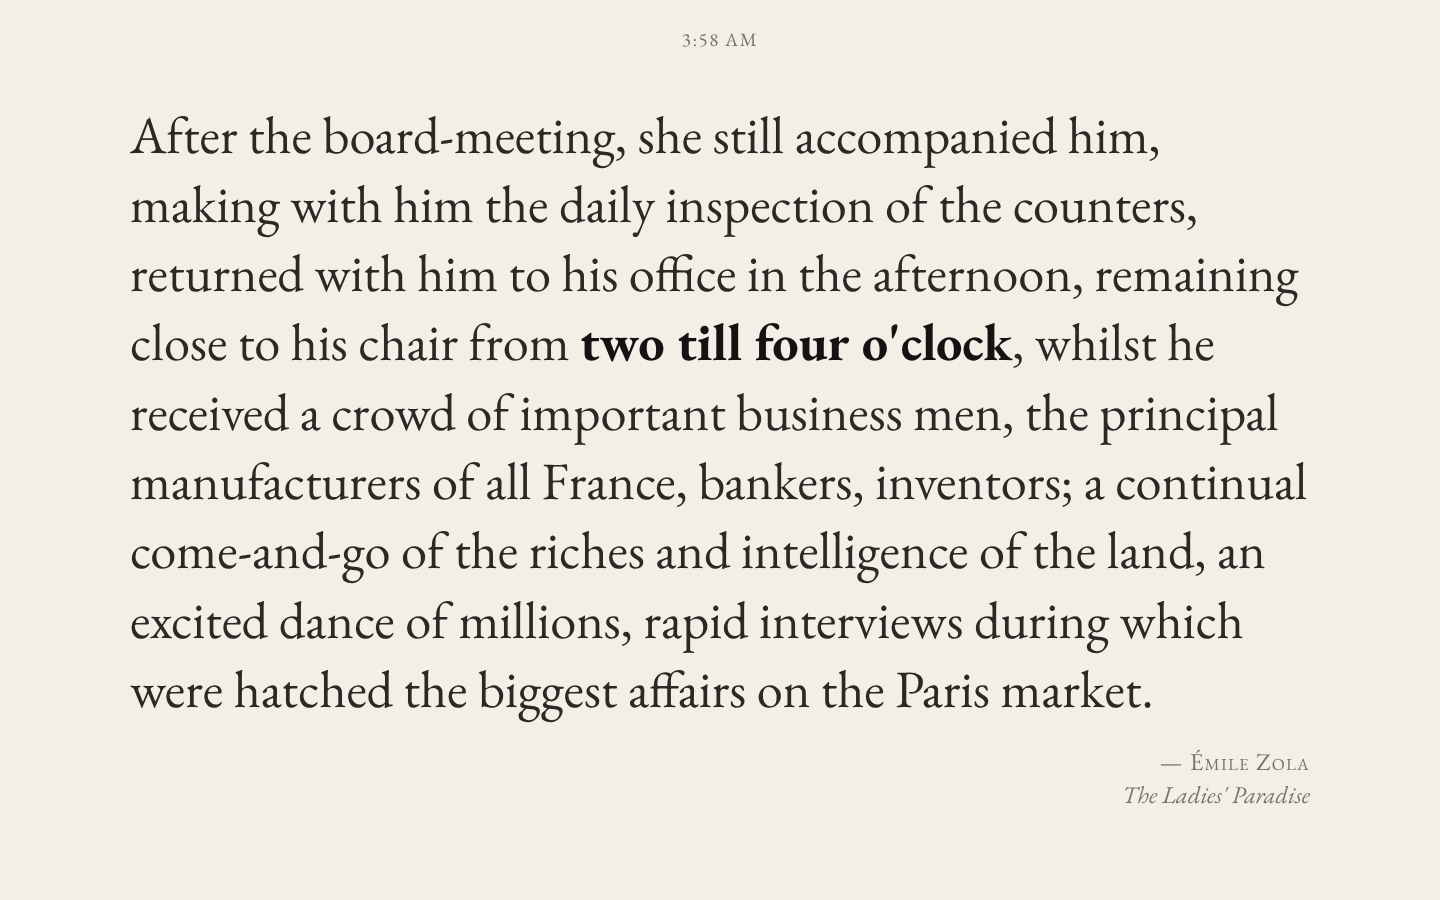 3:58 AM
After the board-meeting, she still accompanied him,
making with him the daily inspection of the counters,
returned with him to his office in the afternoon, remaining
close to his chair from two till four o'clock, whilst he
received a crowd of important business men, the principal
manufacturers of all France, bankers, inventors; a continual
come-and-go of the riches and intelligence of the land, an
excited dance of millions, rapid interviews during which
were hatched the biggest affairs on the Paris market.
— Émile Zola
The Ladies' Paradise